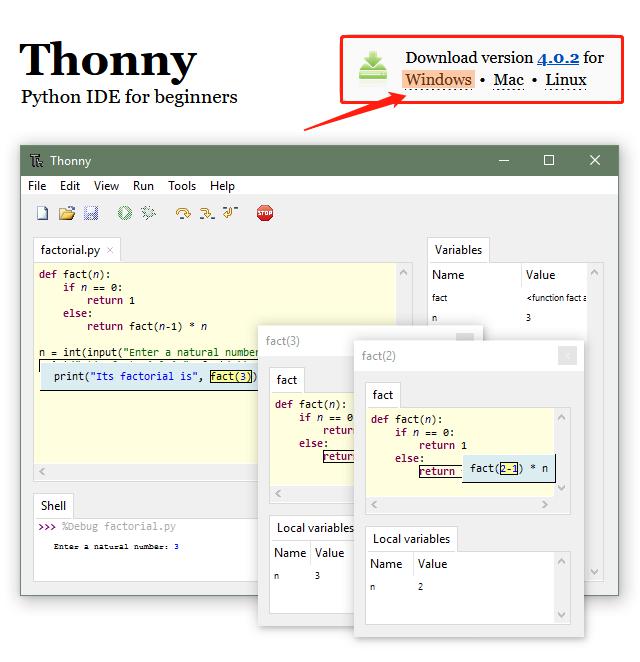 Thonny
Python IDE for beginners
Download version 4.0.2 for
Windows • Mac • Linux
Thonny
File Edit View Run Tools Help
STOP
factorial.py
def fact(n):
if n == 0:
return 1
else:
return fact(n-1) * n
n = int(input("Enter a natural number
print("Its factorial is", fact(3))
Shell
>>> %Debug factorial.py
Enter a natural number: 3
Variables
Name Value
fact <function fact a
n 3
fact(3)
fact
def fact(n):
if n == 0
retur
else:
retur
Local variables
Name Value
n 3
fact(2)
fact
def fact(n):
if n == 0:
return 1
else:
return fact(2-1) * n
Local variables
Name Value
n 2